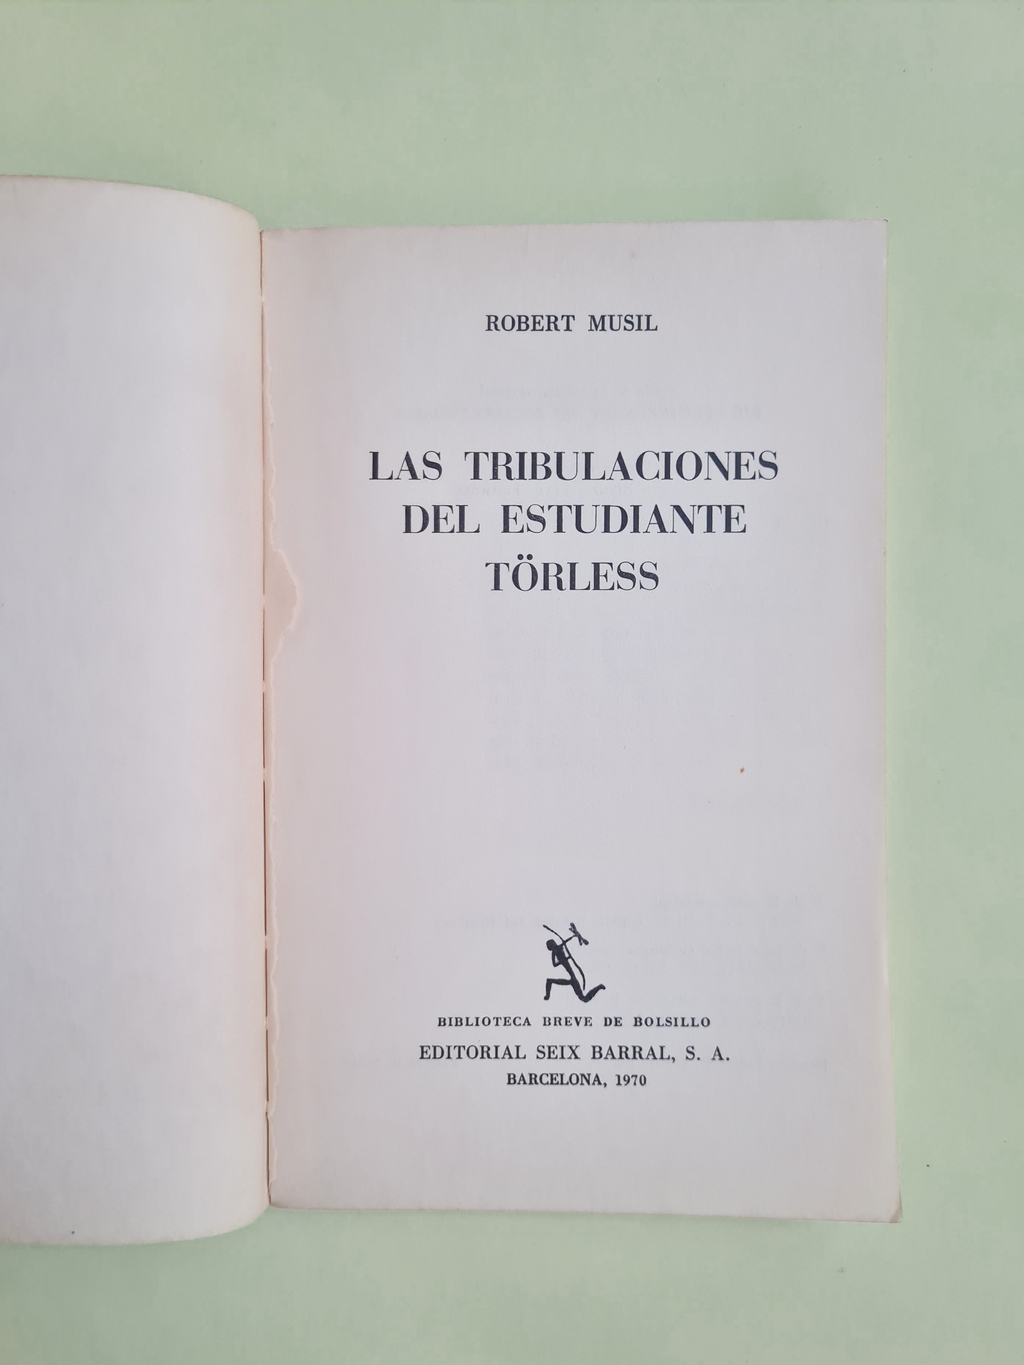 ROBERT MUSIL
LAS TRIBULACIONES
DEL ESTUDIANTE
TÖRLESS
BIBLIOTECA BREVE DE BOLSILLO
EDITORIAL SEIX BARRAL, S. A.
BARCELONA, 1970